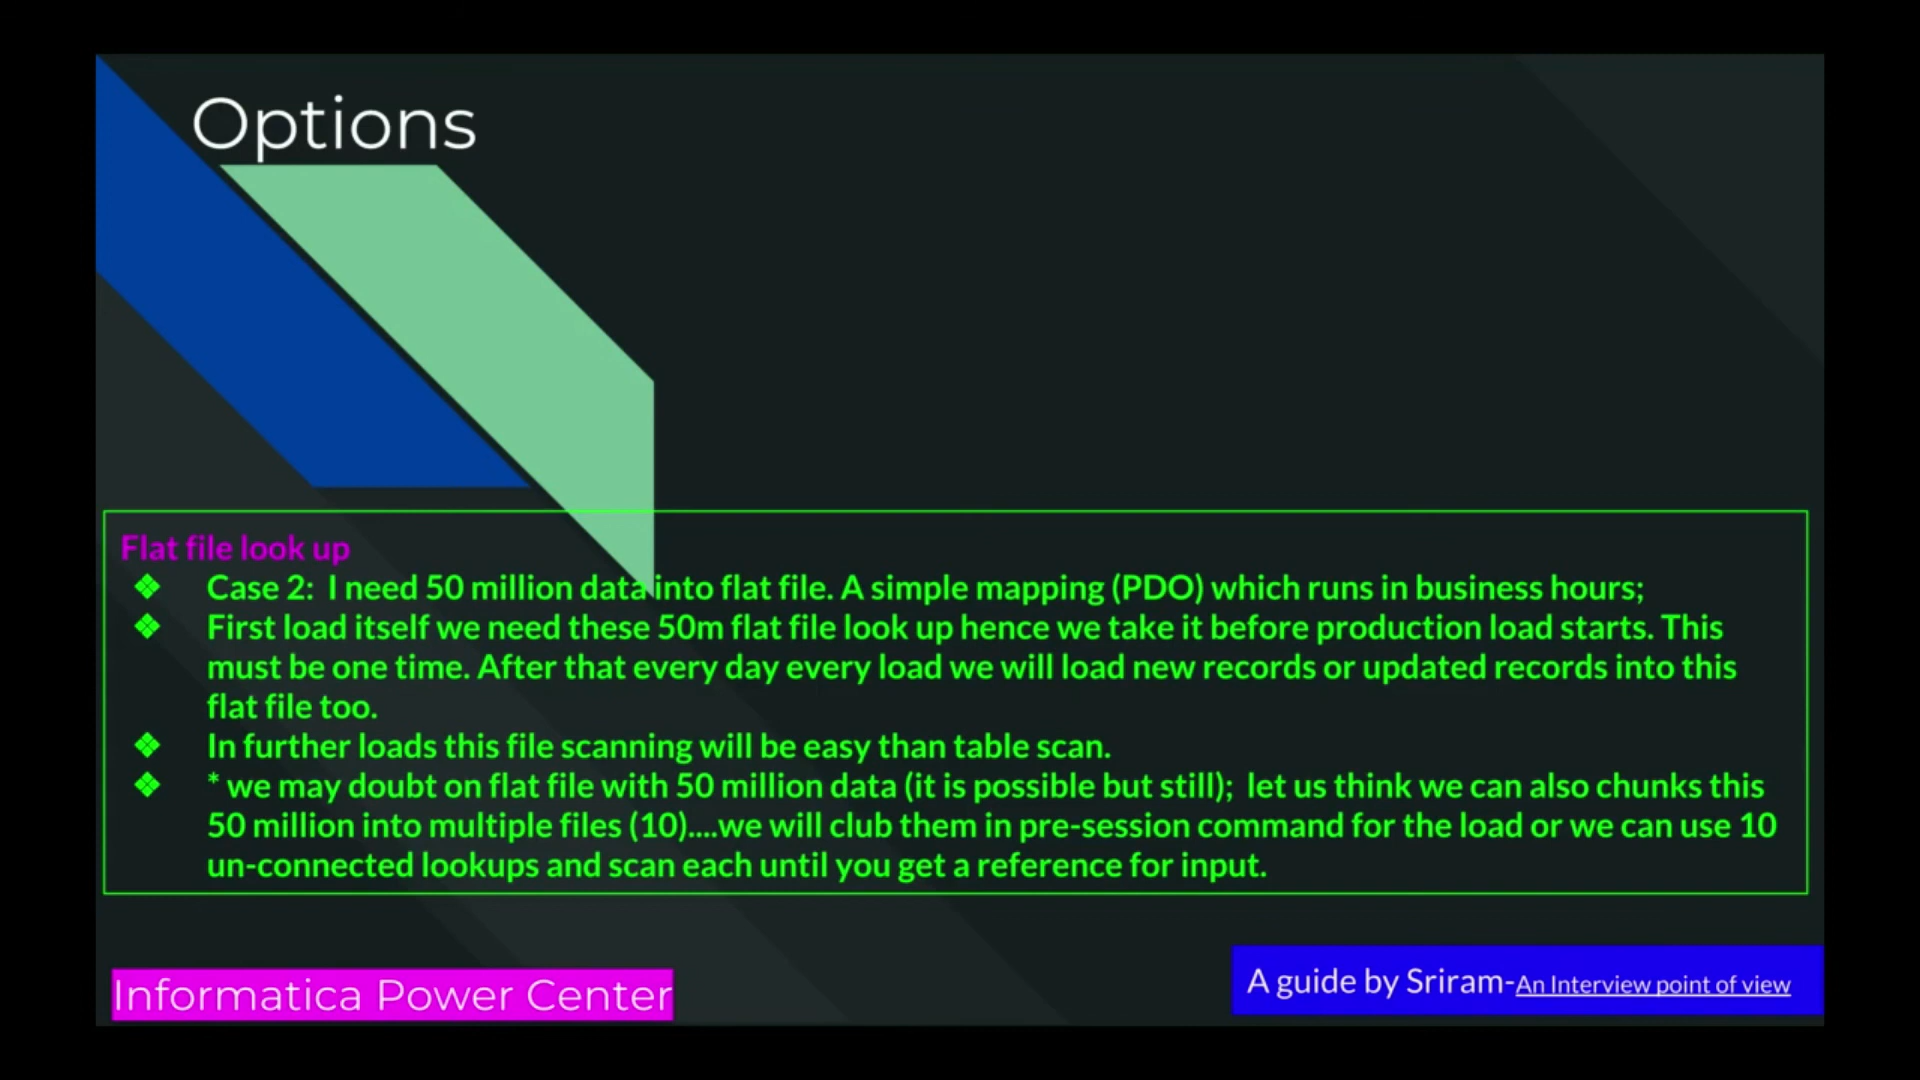 Options
Flat file look up
❖ Case 2: I need 50 million data into flat file. A simple mapping (PDO) which runs in business hours;
❖ First load itself we need these 50m flat file look up hence we take it before production load starts. This
must be one time. After that every day every load we will load new records or updated records into this
flat file too.
❖ In further loads this file scanning will be easy than table scan.
❖ * we may doubt on flat file with 50 million data (it is possible but still); let us think we can also chunks this
50 million into multiple files (10)....we will club them in pre-session command for the load or we can use 10
un-connected lookups and scan each until you get a reference for input.
Informatica Power Center
A guide by Sriram-An Interview point of view